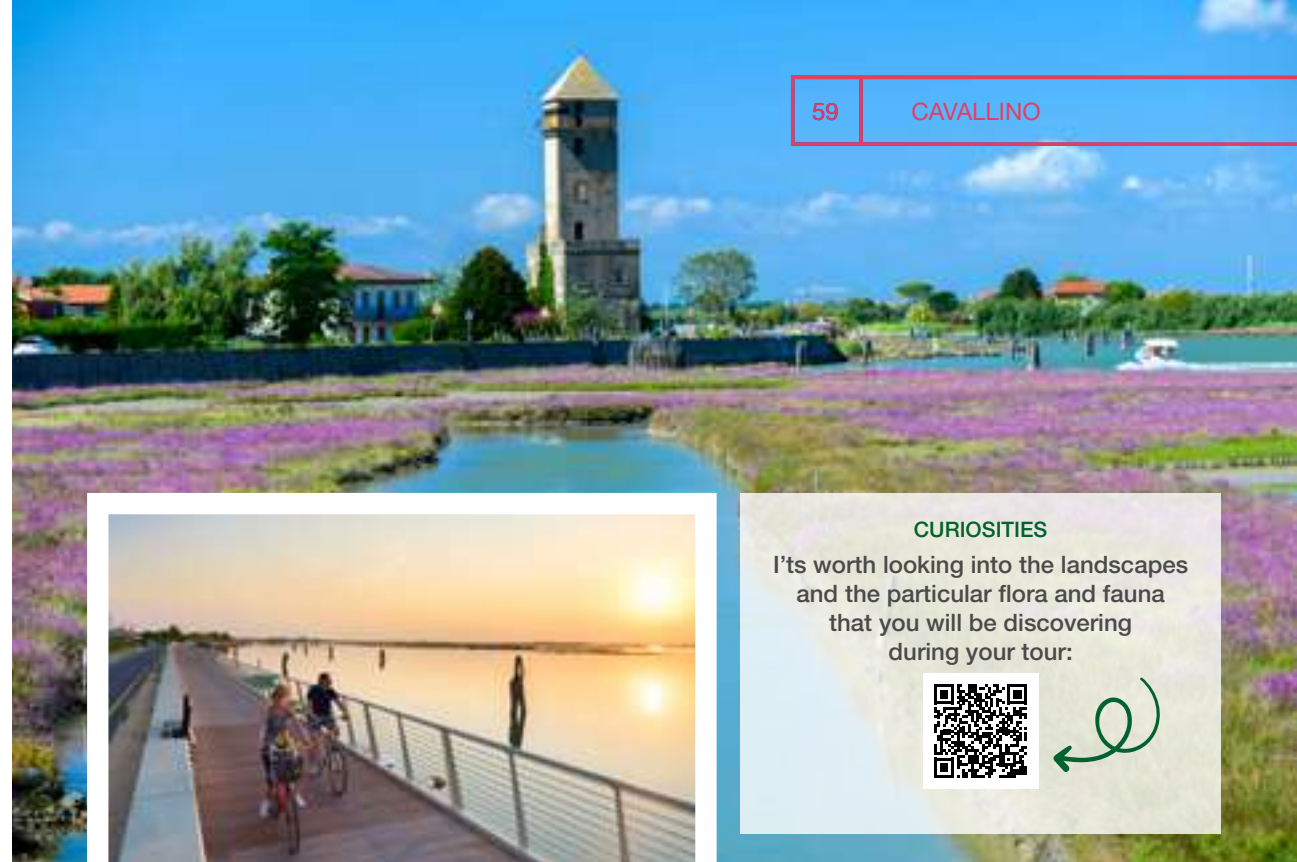 59 CAVALLINO
CURIOSITIES
I'ts worth looking into the landscapes
and the particular flora and fauna
that you will be discovering
during your tour: